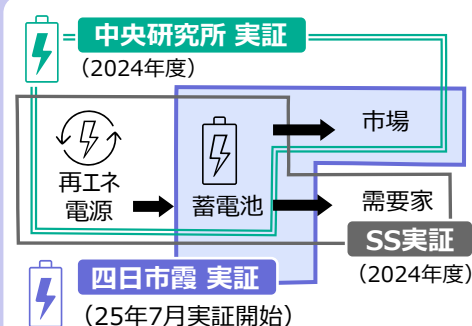 中央研究所 実証
（2024年度）
市場
再エネ
電源
蓄電池
需要家
SS実証
（2024年度）
四日市霞 実証
（25年7月実証開始）